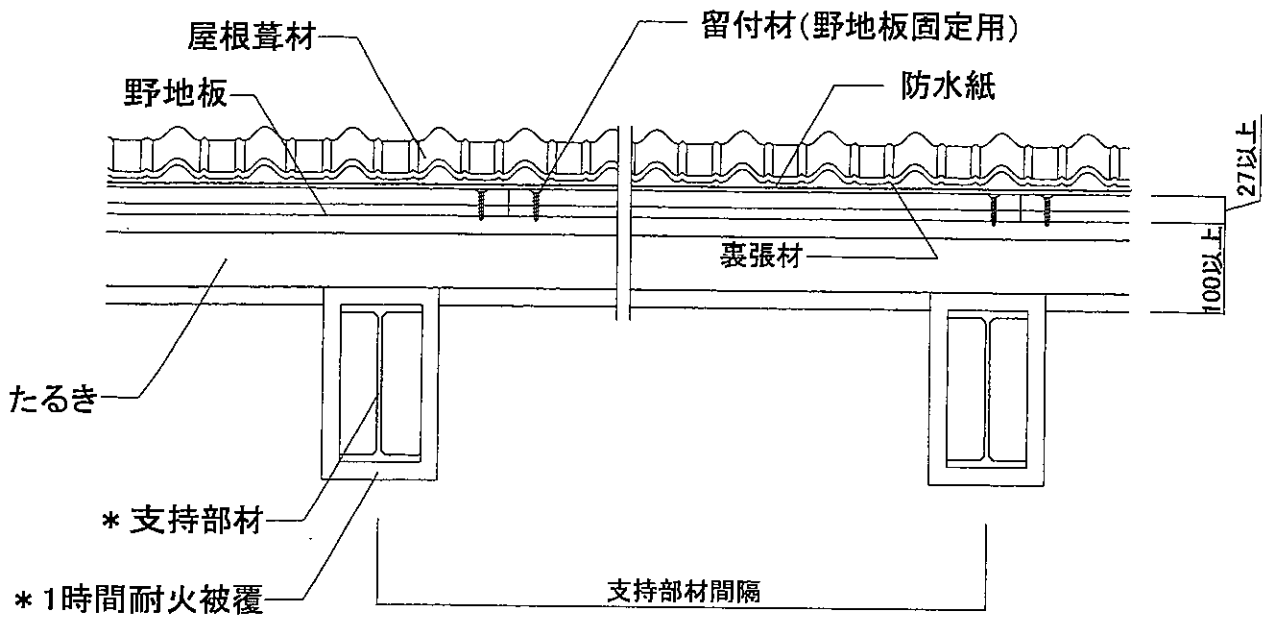 屋根葺材
留付材(野地板固定用)
野地板
防水紙
27以上
裏張材
100以上
たるき
*支持部材
*1時間耐火被覆
支持部材間隔